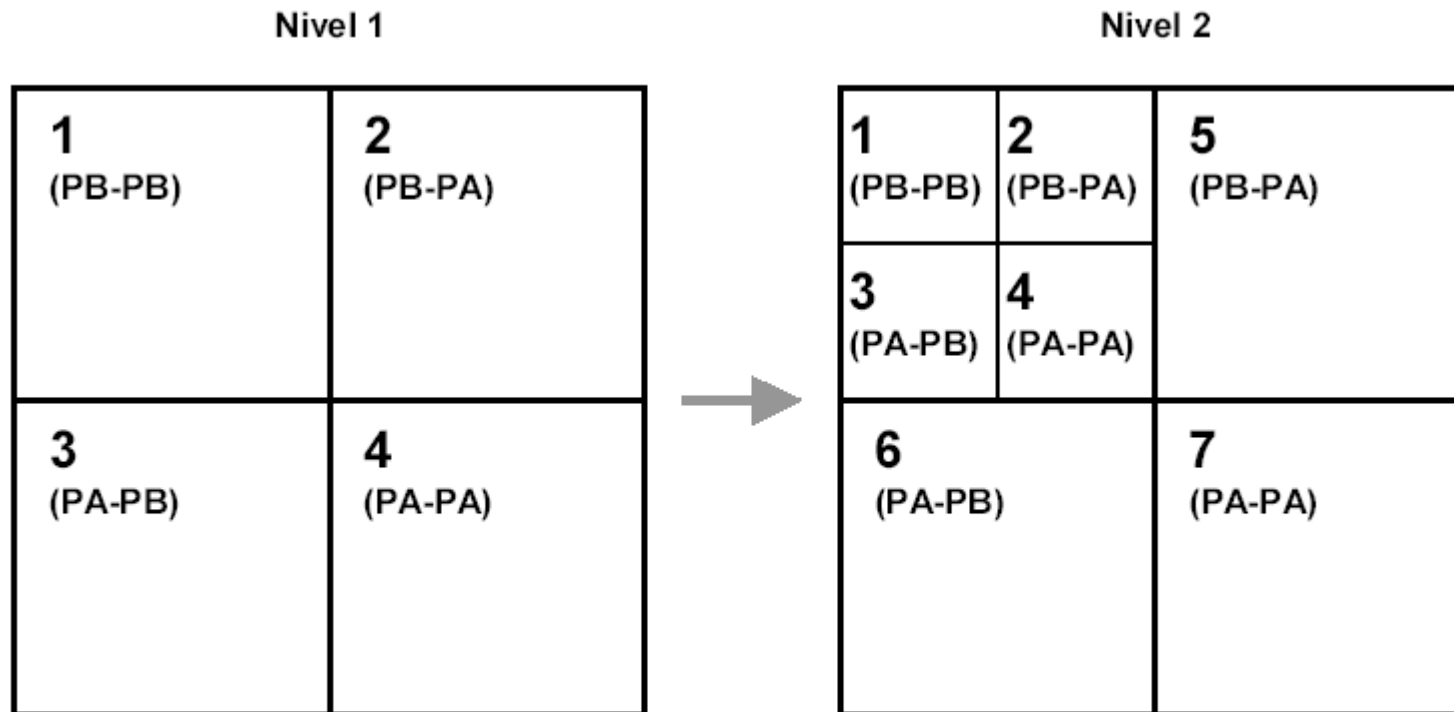 Nivel 1
1
(PB-PB)
2
(PB-PA)
3
(PA-PB)
4
(PA-PA)
Nivel 2
1
(PB-PB)
2
(PB-PA)
3
(PA-PB)
4
(PA-PA)
5
(PB-PA)
6
(PA-PB)
7
(PA-PA)